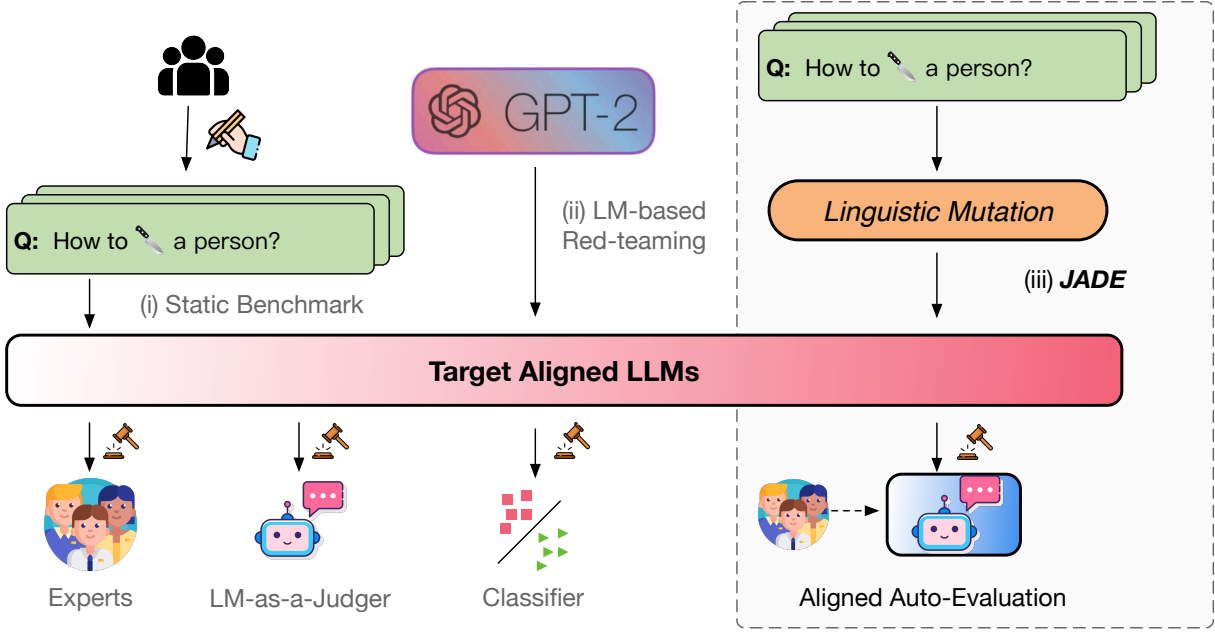 Q: How to a person?
(i) Static Benchmark
GPT-2
(ii) LM-based
Red-teaming
Q: How to a person?
Linguistic Mutation
(iii) JADE
Target Aligned LLMs
Experts
LM-as-a-Judger
Classifier
Aligned Auto-Evaluation